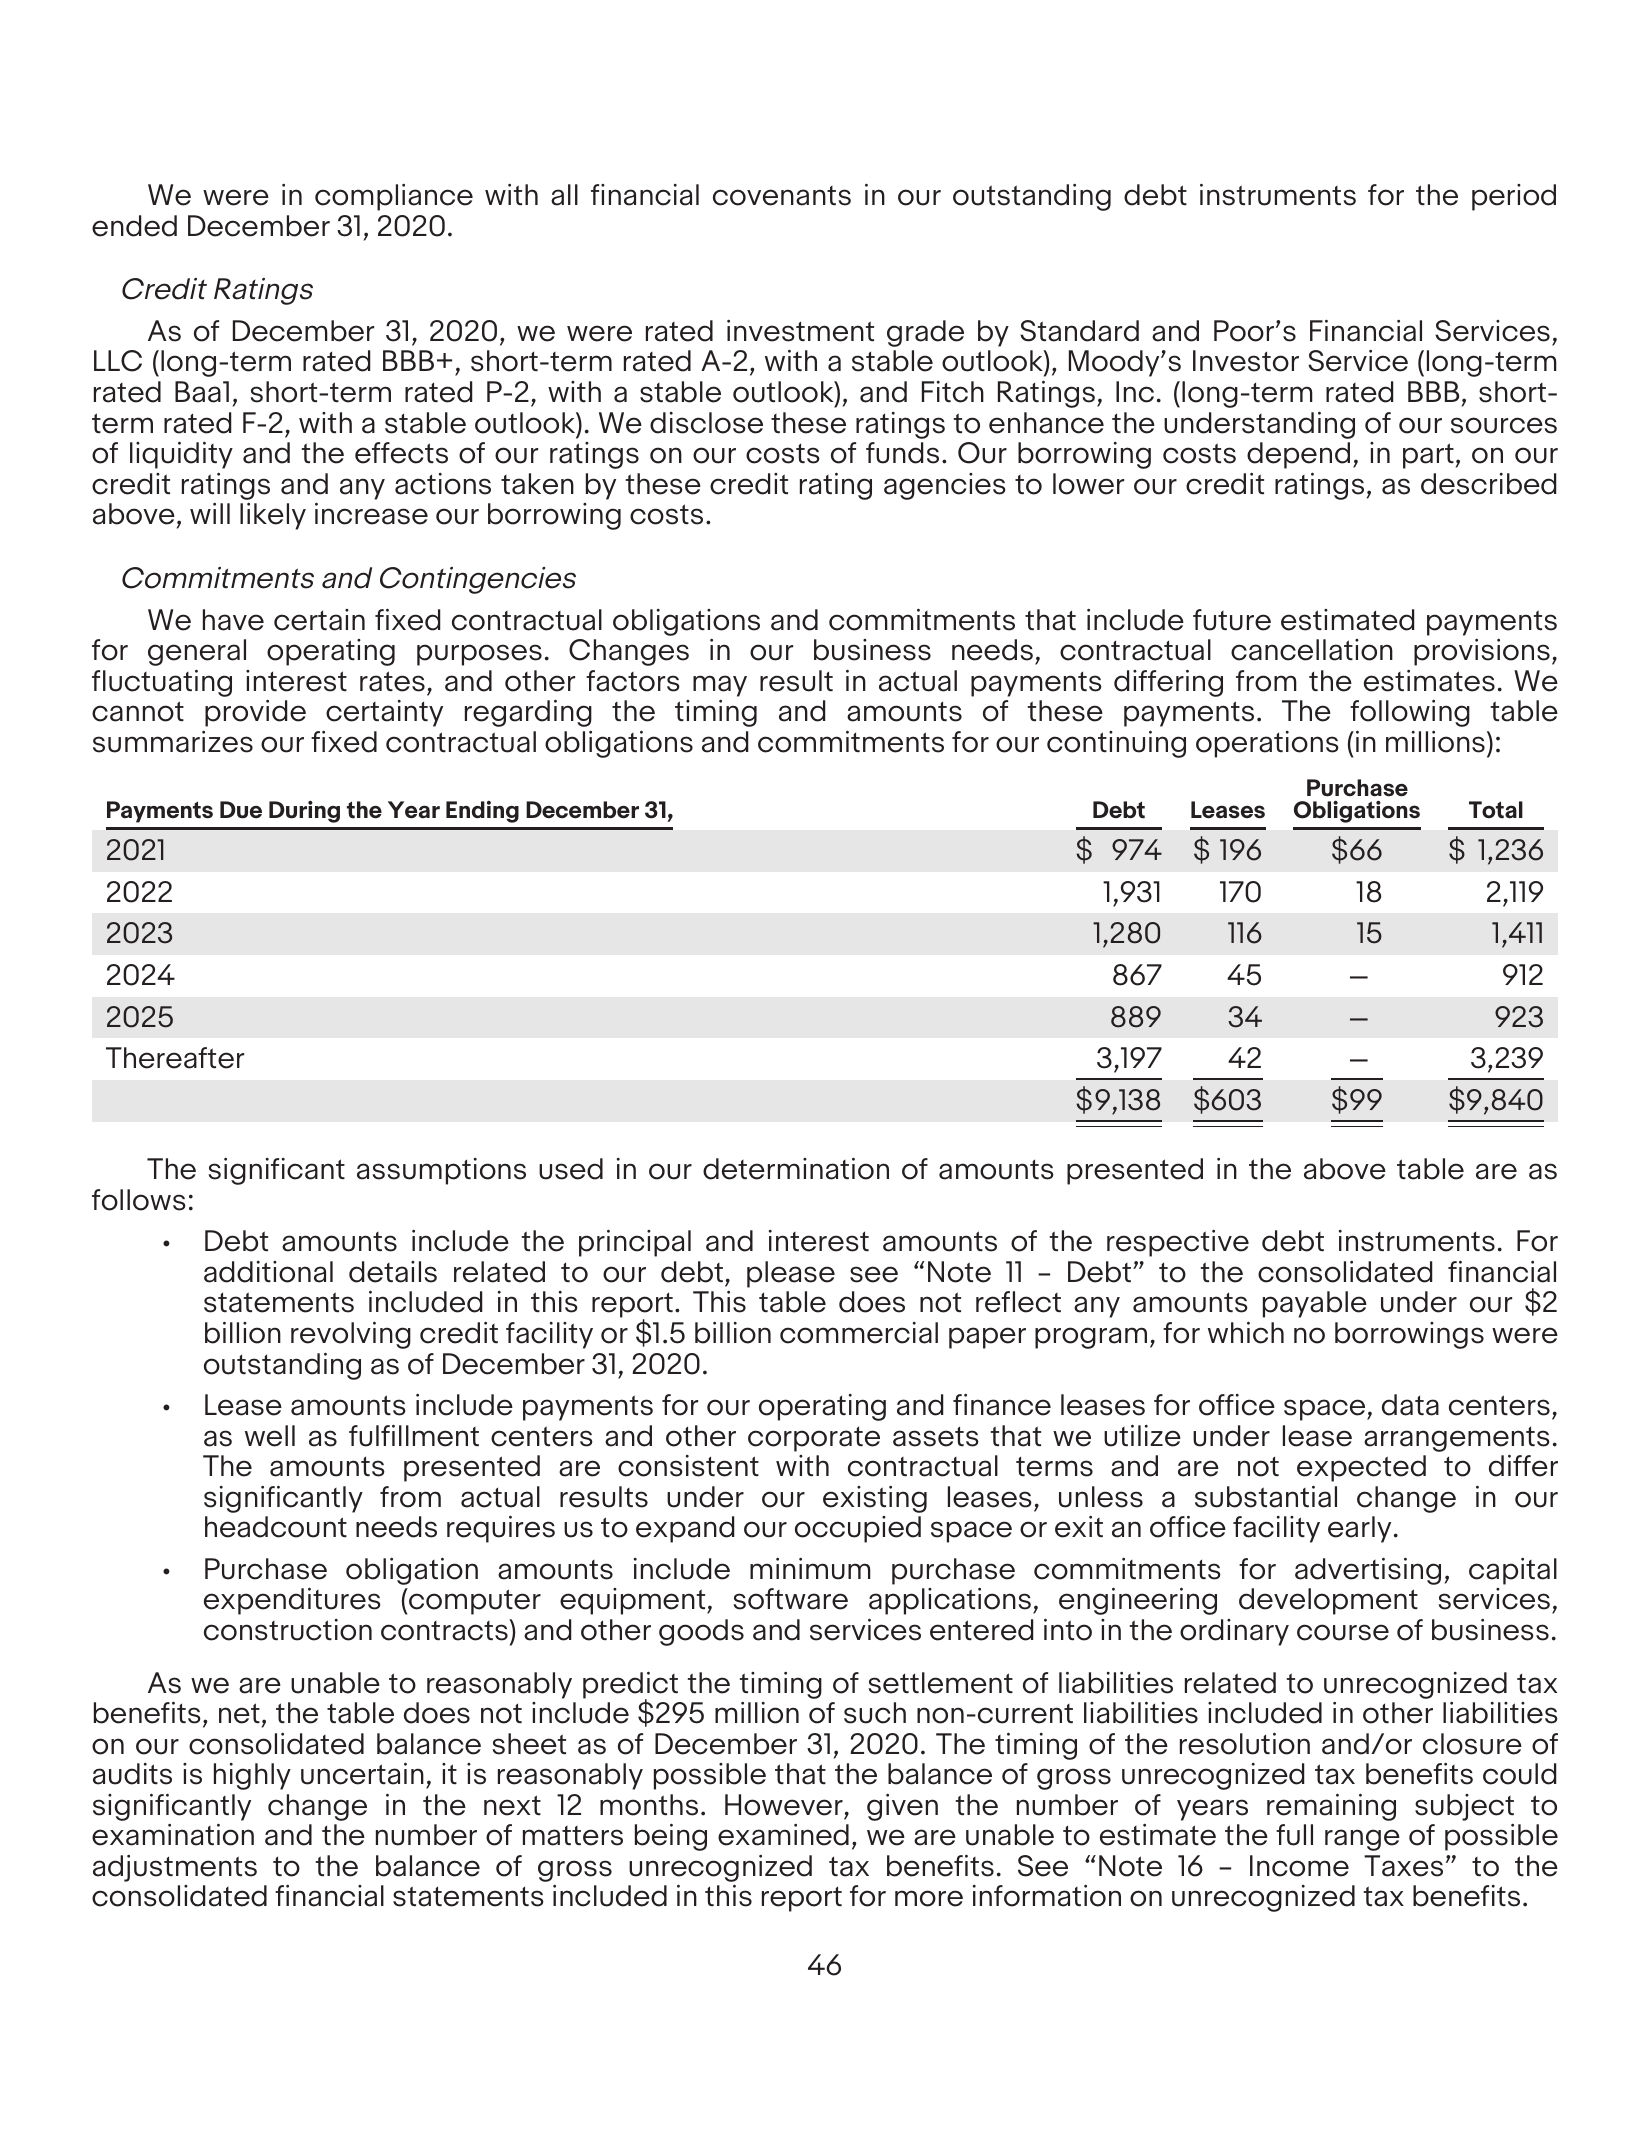 We were in compliance with all financial covenants in our outstanding debt instruments for the period
ended December 31, 2020.
Credit Ratings
As of December 31, 2020, we were rated investment grade by Standard and Poor’s Financial Services,
LLC (long-term rated BBB+, short-term rated A-2, with a stable outlook), Moody’s Investor Service (long-term
rated Baa1, short-term rated P-2, with a stable outlook), and Fitch Ratings, Inc. (long-term rated BBB, short-
term rated F-2, with a stable outlook). We disclose these ratings to enhance the understanding of our sources
of liquidity and the effects of our ratings on our costs of funds. Our borrowing costs depend, in part, on our
credit ratings and any actions taken by these credit rating agencies to lower our credit ratings, as described
above, will likely increase our borrowing costs.
Commitments and Contingencies
We have certain fixed contractual obligations and commitments that include future estimated payments
for general operating purposes. Changes in our business needs, contractual cancellation provisions,
fluctuating interest rates, and other factors may result in actual payments differing from the estimates. We
cannot provide certainty regarding the timing and amounts of these payments. The following table
summarizes our fixed contractual obligations and commitments for our continuing operations (in millions):
Payments Due During the Year Ending December 31, Debt Leases Purchase Obligations Total
2021 $ 974 $ 196 $66 $ 1,236
2022 1,931 170 18 2,119
2023 1,280 116 15 1,411
2024 867 45 — 912
2025 889 34 — 923
Thereafter 3,197 42 — 3,239
$9,138 $603 $99 $9,840
The significant assumptions used in our determination of amounts presented in the above table are as
follows:
• Debt amounts include the principal and interest amounts of the respective debt instruments. For
additional details related to our debt, please see “Note 11 – Debt” to the consolidated financial
statements included in this report. This table does not reflect any amounts payable under our $2
billion revolving credit facility or $1.5 billion commercial paper program, for which no borrowings were
outstanding as of December 31, 2020.
• Lease amounts include payments for our operating and finance leases for office space, data centers,
as well as fulfillment centers and other corporate assets that we utilize under lease arrangements.
The amounts presented are consistent with contractual terms and are not expected to differ
significantly from actual results under our existing leases, unless a substantial change in our
headcount needs requires us to expand our occupied space or exit an office facility early.
• Purchase obligation amounts include minimum purchase commitments for advertising, capital
expenditures (computer equipment, software applications, engineering development services,
construction contracts) and other goods and services entered into in the ordinary course of business.
As we are unable to reasonably predict the timing of settlement of liabilities related to unrecognized tax
benefits, net, the table does not include $295 million of such non-current liabilities included in other liabilities
on our consolidated balance sheet as of December 31, 2020. The timing of the resolution and/or closure of
audits is highly uncertain, it is reasonably possible that the balance of gross unrecognized tax benefits could
significantly change in the next 12 months. However, given the number of years remaining subject to
examination and the number of matters being examined, we are unable to estimate the full range of possible
adjustments to the balance of gross unrecognized tax benefits. See “Note 16 – Income Taxes” to the
consolidated financial statements included in this report for more information on unrecognized tax benefits.
46